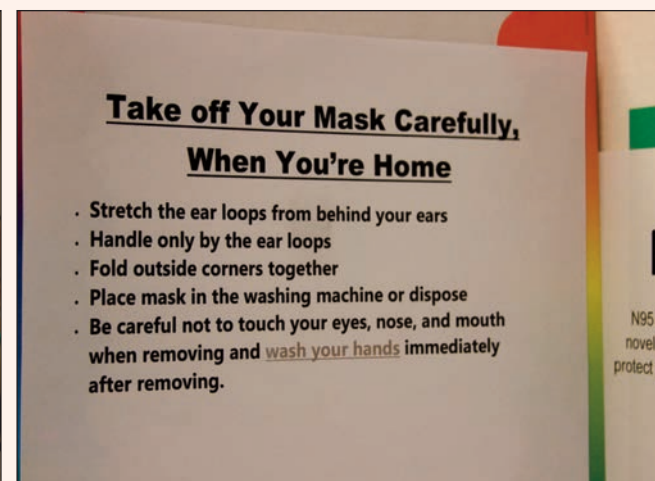 Take off Your Mask Carefully,
When You're Home
. Stretch the ear loops from behind your ears
. Handle only by the ear loops
. Fold outside corners together
. Place mask in the washing machine or dispose
. Be careful not to touch your eyes, nose, and mouth
when removing and wash your hands immediately
after removing.
N95
novel
protect